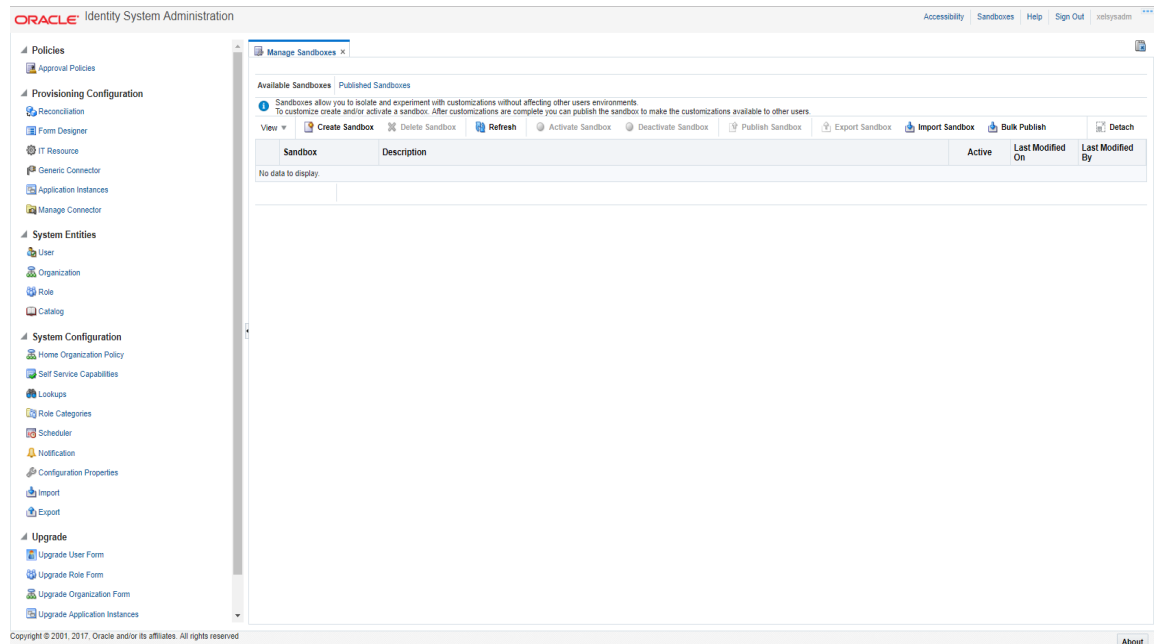 ORACLE® Identity System Administration
Accessibility Sandboxes Help Sign Out xelsysadm
Policies
Approval Policies
Provisioning Configuration
Reconciliation
Form Designer
IT Resource
Generic Connector
Application Instances
Manage Connector
System Entities
User
Organization
Role
Catalog
System Configuration
Home Organization Policy
Self Service Capabilities
Lookups
Role Categories
Scheduler
Notification
Configuration Properties
Import
Export
Upgrade
Upgrade User Form
Upgrade Role Form
Upgrade Organization Form
Upgrade Application Instances
Manage Sandboxes ×
Available Sandboxes Published Sandboxes
Sandboxes allow you to isolate and experiment with customizations without affecting other users environments.
To customize create and/or activate a sandbox. After customizations are complete you can publish the sandbox to make the customizations available to other users
View Create Sandbox Delete Sandbox Refresh Activate Sandbox Deactivate Sandbox Publish Sandbox Export Sandbox Import Sandbox Bulk Publish Detach
Sandbox Description Active Last Modified On Last Modified By
No data to display.
Copyright © 2001, 2017, Oracle and/or its affiliates. All rights reserved
About